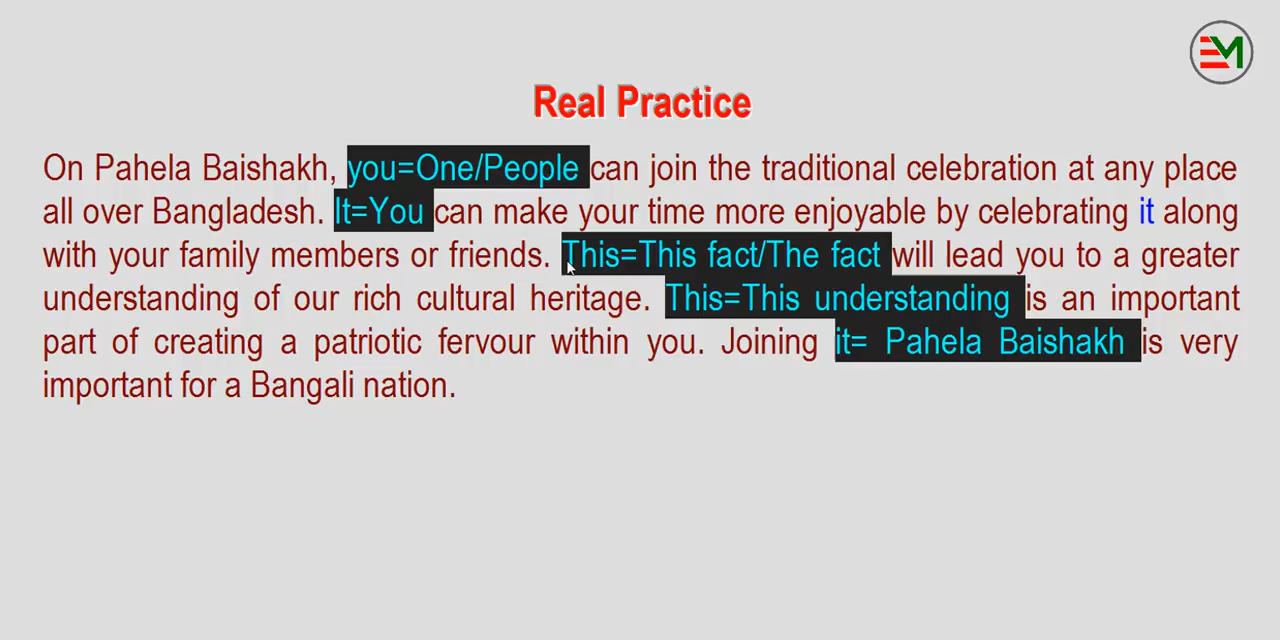 EM
Real Practice
On Pahela Baishakh, you=One/People can join the traditional celebration at any place
all over Bangladesh. It=You can make your time more enjoyable by celebrating it along
with your family members or friends. This=This fact/The fact will lead you to a greater
understanding of our rich cultural heritage. This=This understanding is an important
part of creating a patriotic fervour within you. Joining it= Pahela Baishakh is very
important for a Bangali nation.